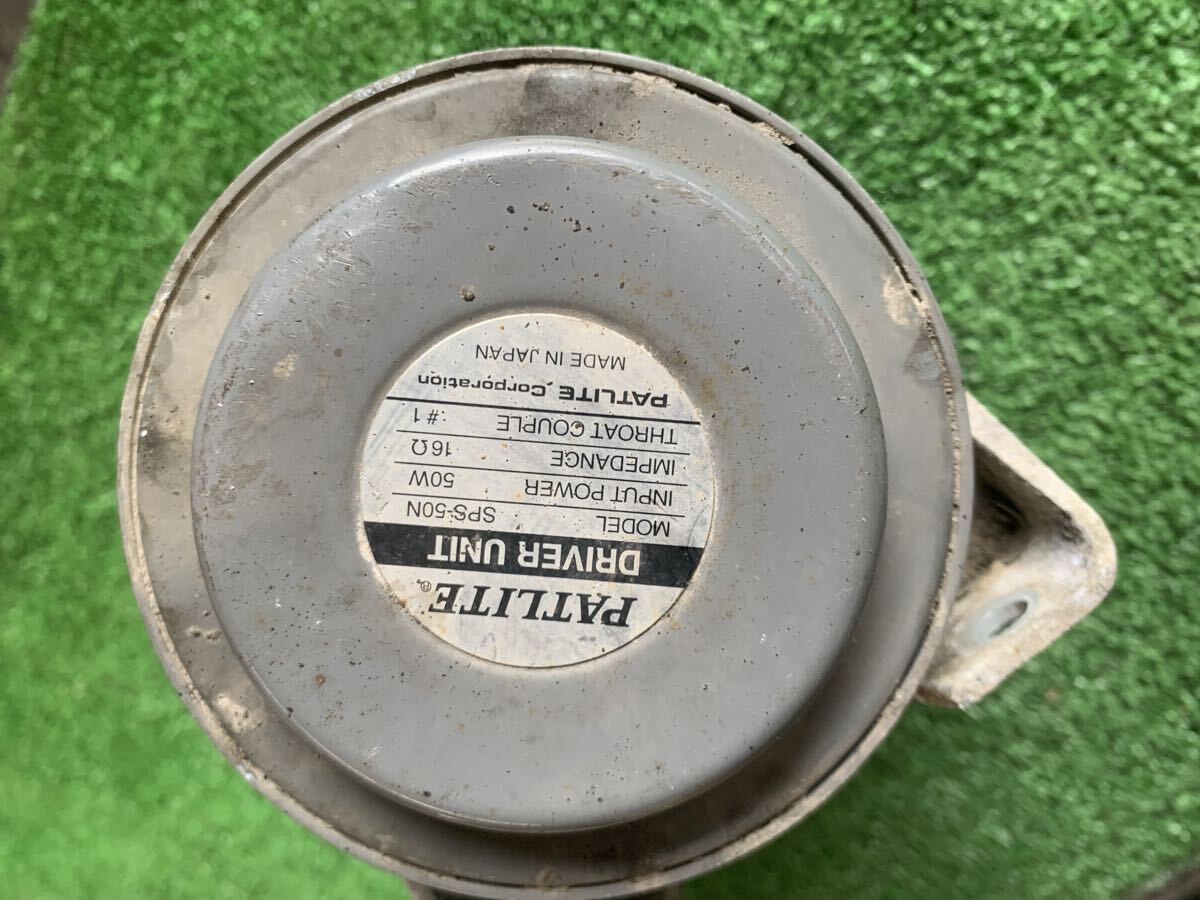 PATLITE®
DRIVER UNIT
MODEL SPS-50N
INPUT POWER 50W
IMPEDANCE 16Ω
THROAT COUPLE :#1
PATLITE Corporation
MADE IN JAPAN